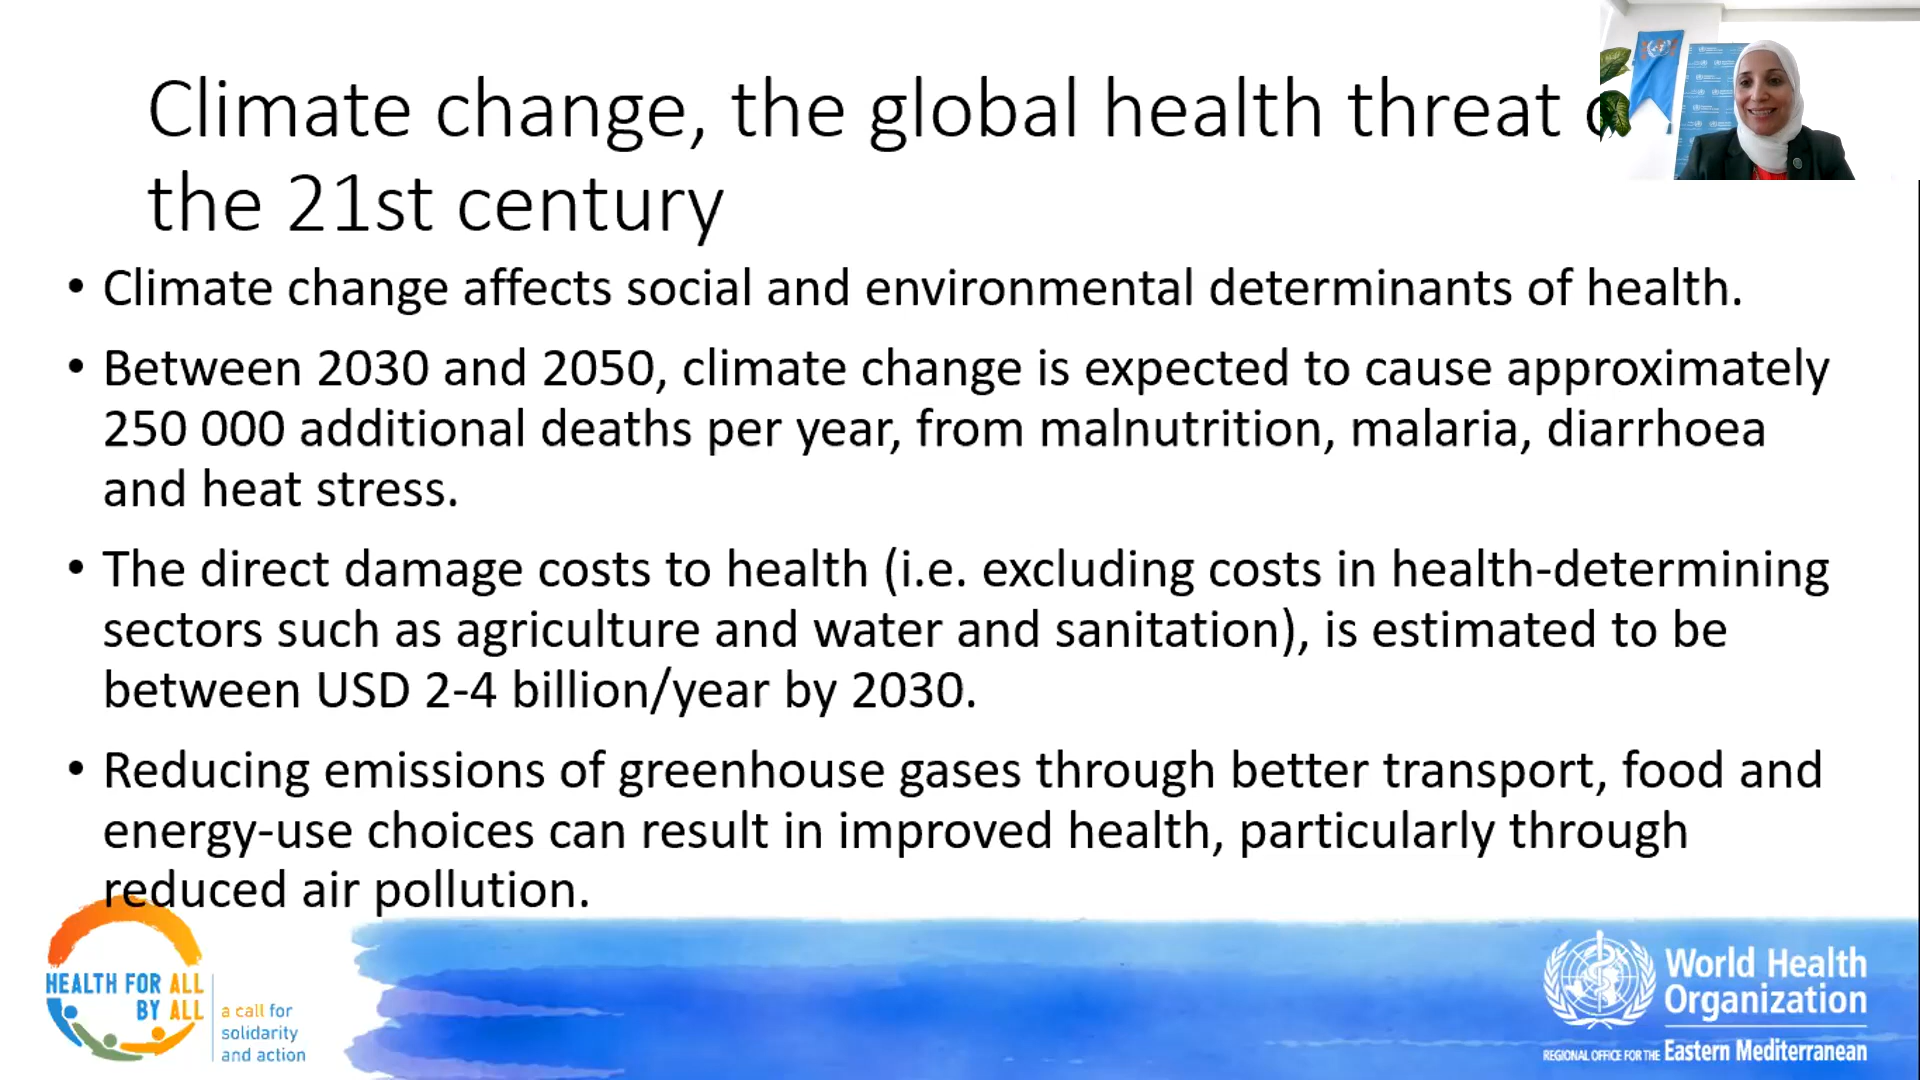 Climate change, the global health threat
the 21st century
• Climate change affects social and environmental determinants of health.
• Between 2030 and 2050, climate change is expected to cause approximately
250 000 additional deaths per year, from malnutrition, malaria, diarrhoea
and heat stress.
• The direct damage costs to health (i.e. excluding costs in health-determining
sectors such as agriculture and water and sanitation), is estimated to be
between USD 2-4 billion/year by 2030.
• Reducing emissions of greenhouse gases through better transport, food and
energy-use choices can result in improved health, particularly through
reduced air pollution.
HEALTH FOR ALL
BY ALL
a call for
solidarity
and action
World Health
Organization
REGIONAL OFFICE FOR THE Eastern Mediterranean